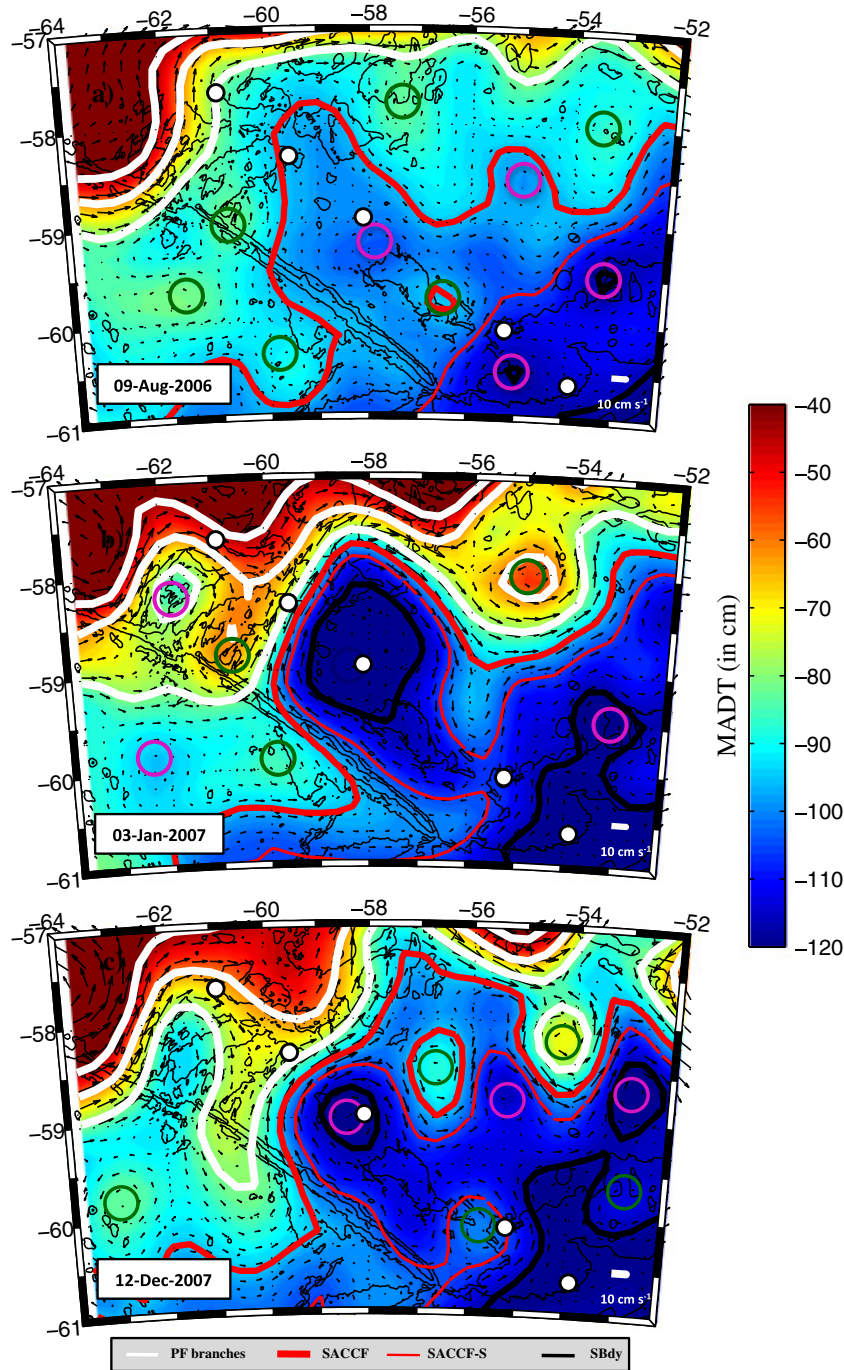 −64 −62 −60 −58 −56 −54 −52
−57
a)
−58
−59
−60
−61
09-Aug-2006
10 cm s-1
−64 −62 −60 −58 −56 −54 −52
−57
b
−58
−59
−60
−61
03-Jan-2007
10 cm s-1
−64 −62 −60 −58 −56 −54 −52
−57
c)
−58
−59
−60
−61
12-Dec-2007
10 cm s-1
−40
−50
−60
−70
−80
−90
−100
−110
−120
MADT (in cm)
PF branches SACCF SACCF-S SBdy